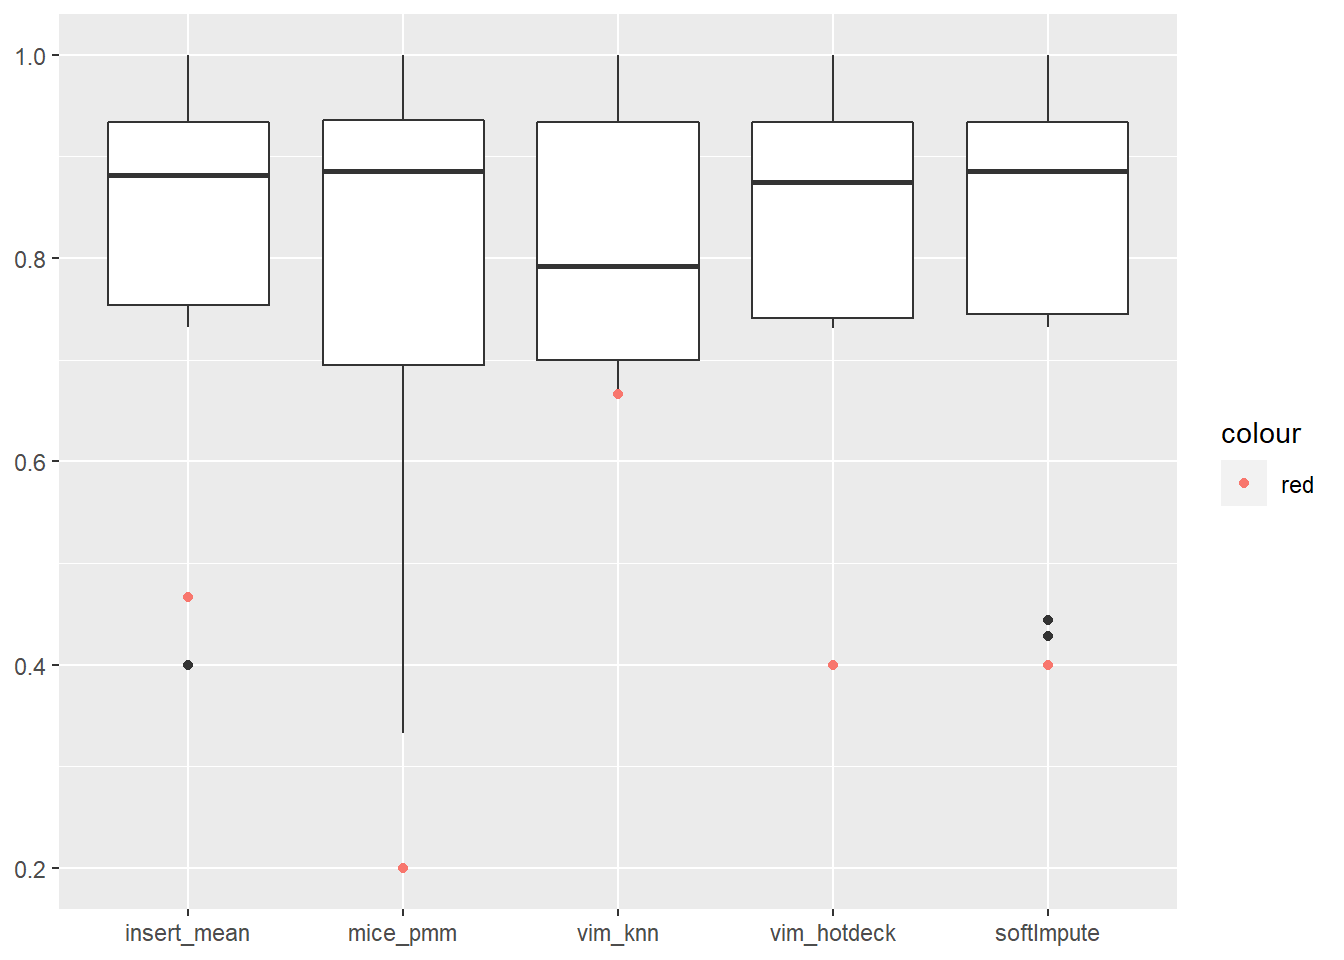 1.0
0.8
0.6
0.4
0.2
insert_mean
mice_pmm
vim_knn
vim_hotdeck
softImpute
colour
red